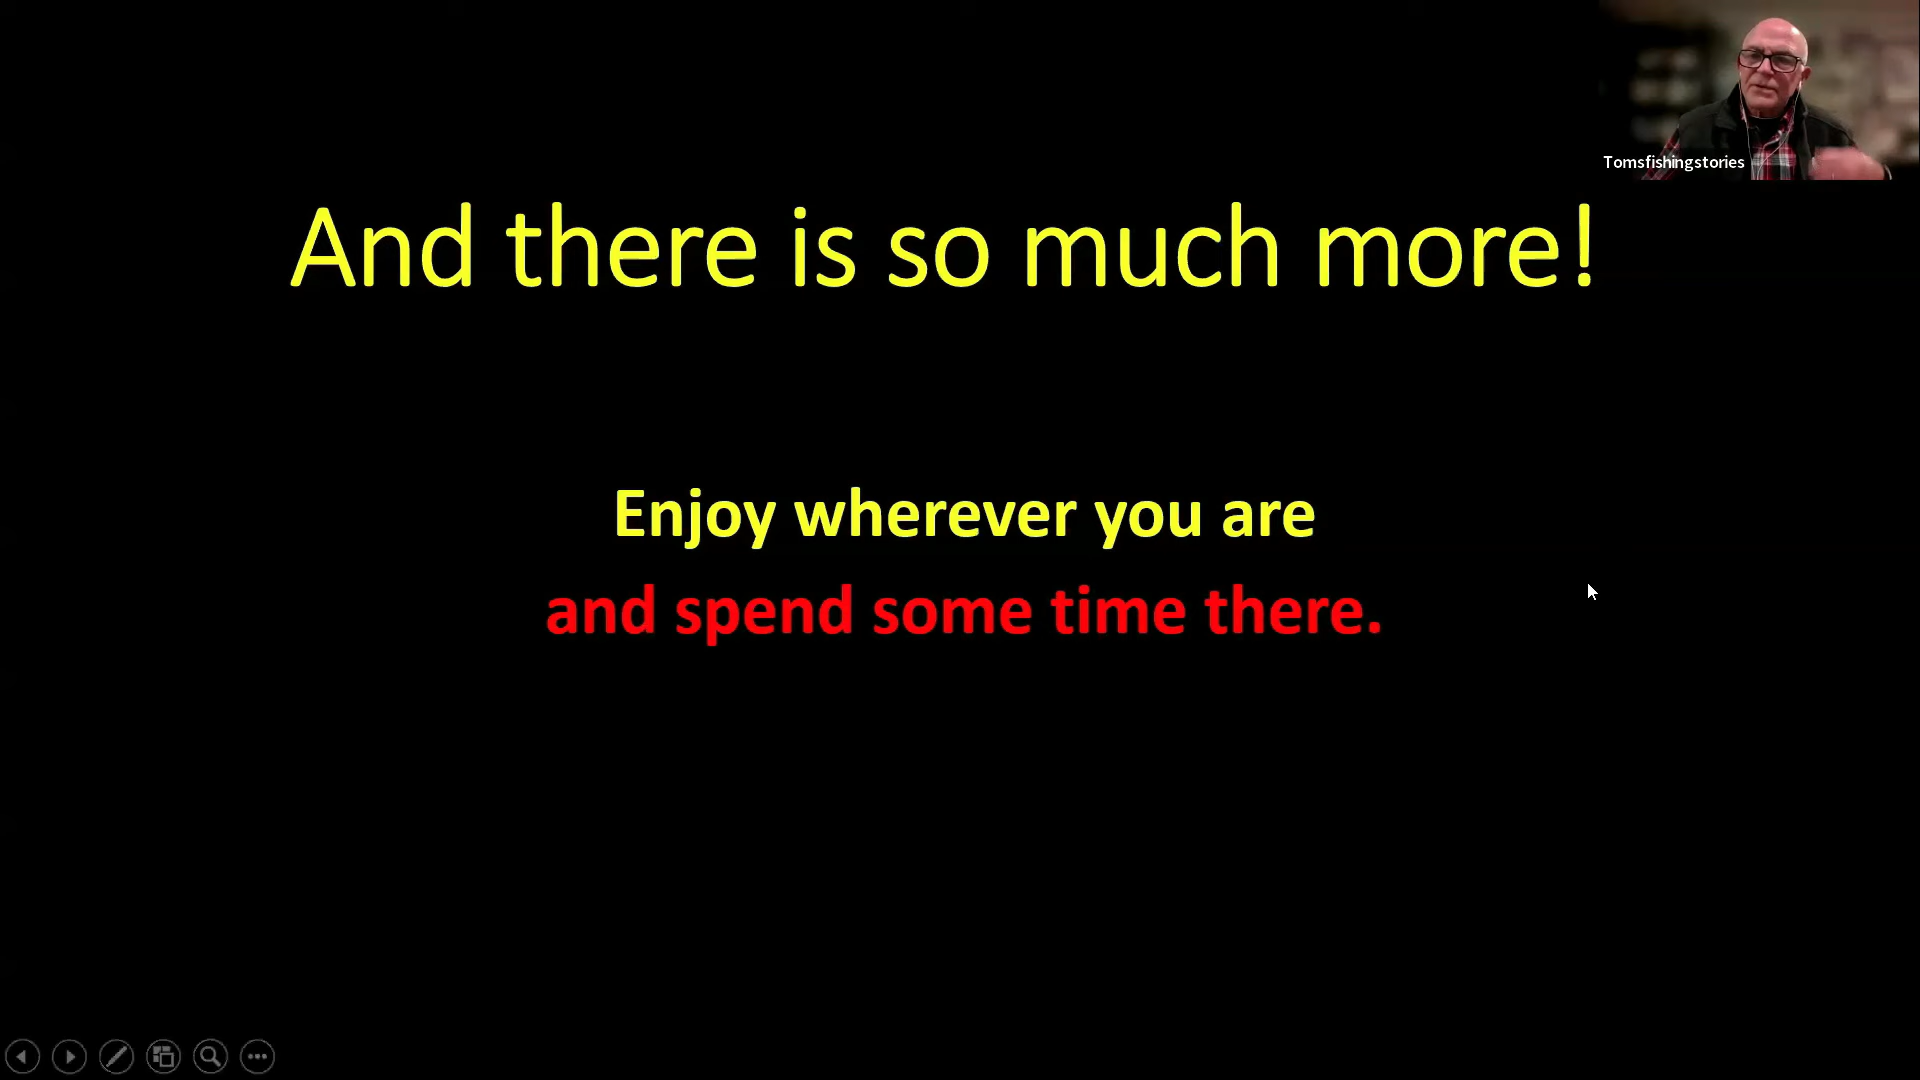 Tomsfishingstories
And there is so much more!
Enjoy wherever you are
and spend some time there.